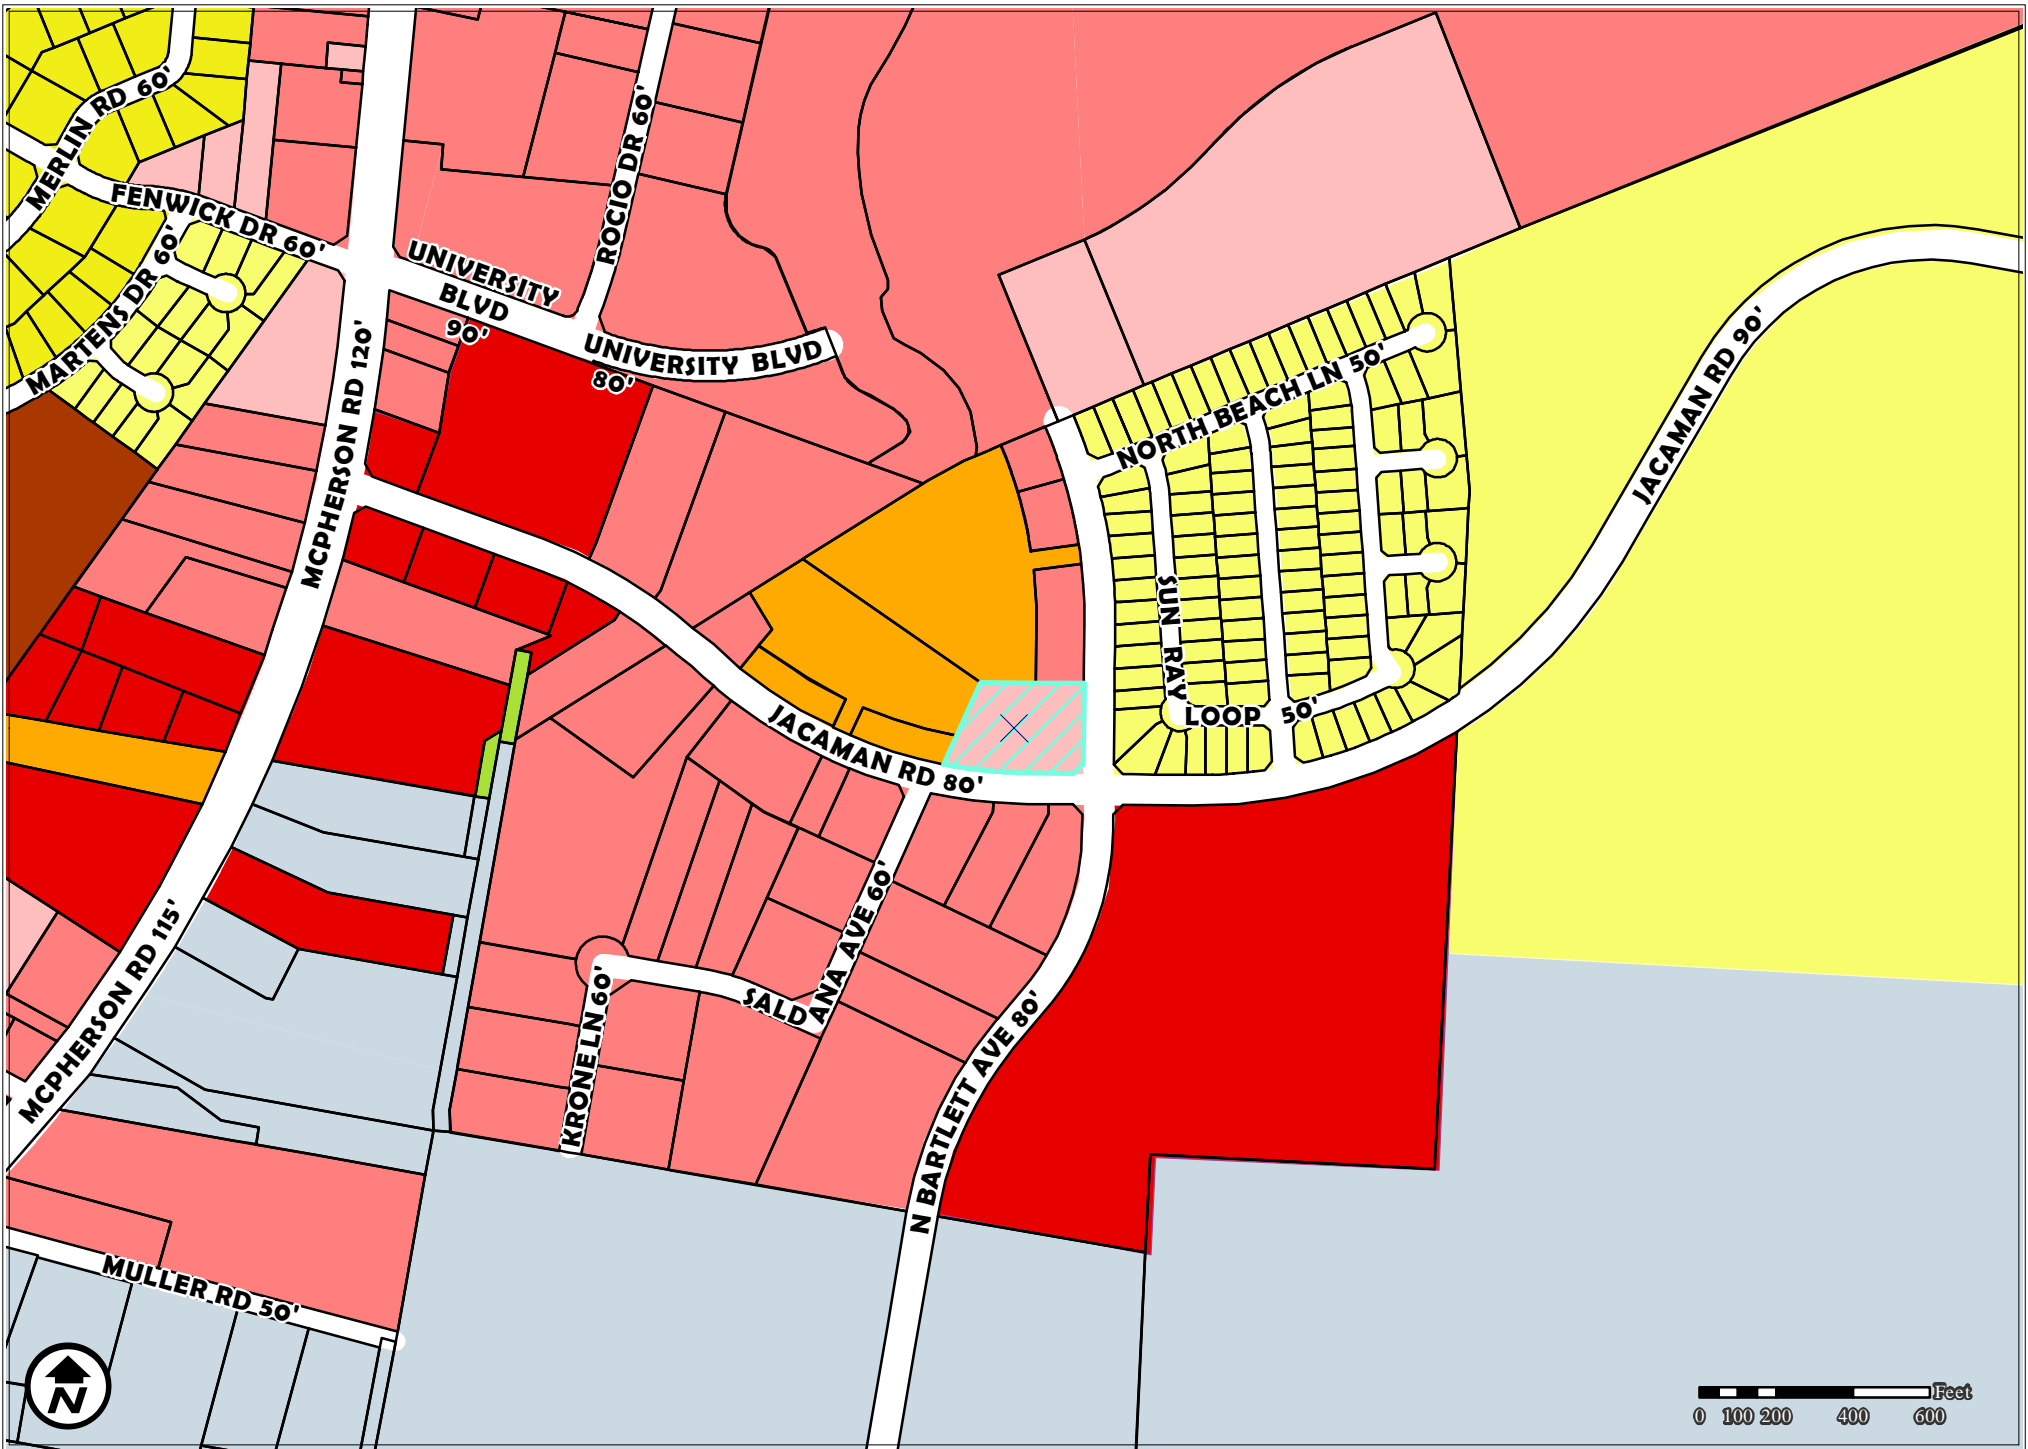 MERLIN RD 60'
FENWICK DR 60'
MARTENS DR 60'
ROCIO DR 60'
UNIVERSITY
BLVD
90'
UNIVERSITY BLVD
80'
MCPHERSON RD 120'
NORTH BEACH LN 50'
JACAMAN RD 90'
SUN RAY
LOOP 50'
JACAMAN RD 80'
SALDANA AVE 60'
KRONE LN 60'
MCPHERSON RD 115'
N BARTLETT AVE 80'
MULLER RD 50'
N
Feet
0 100 200 400 600